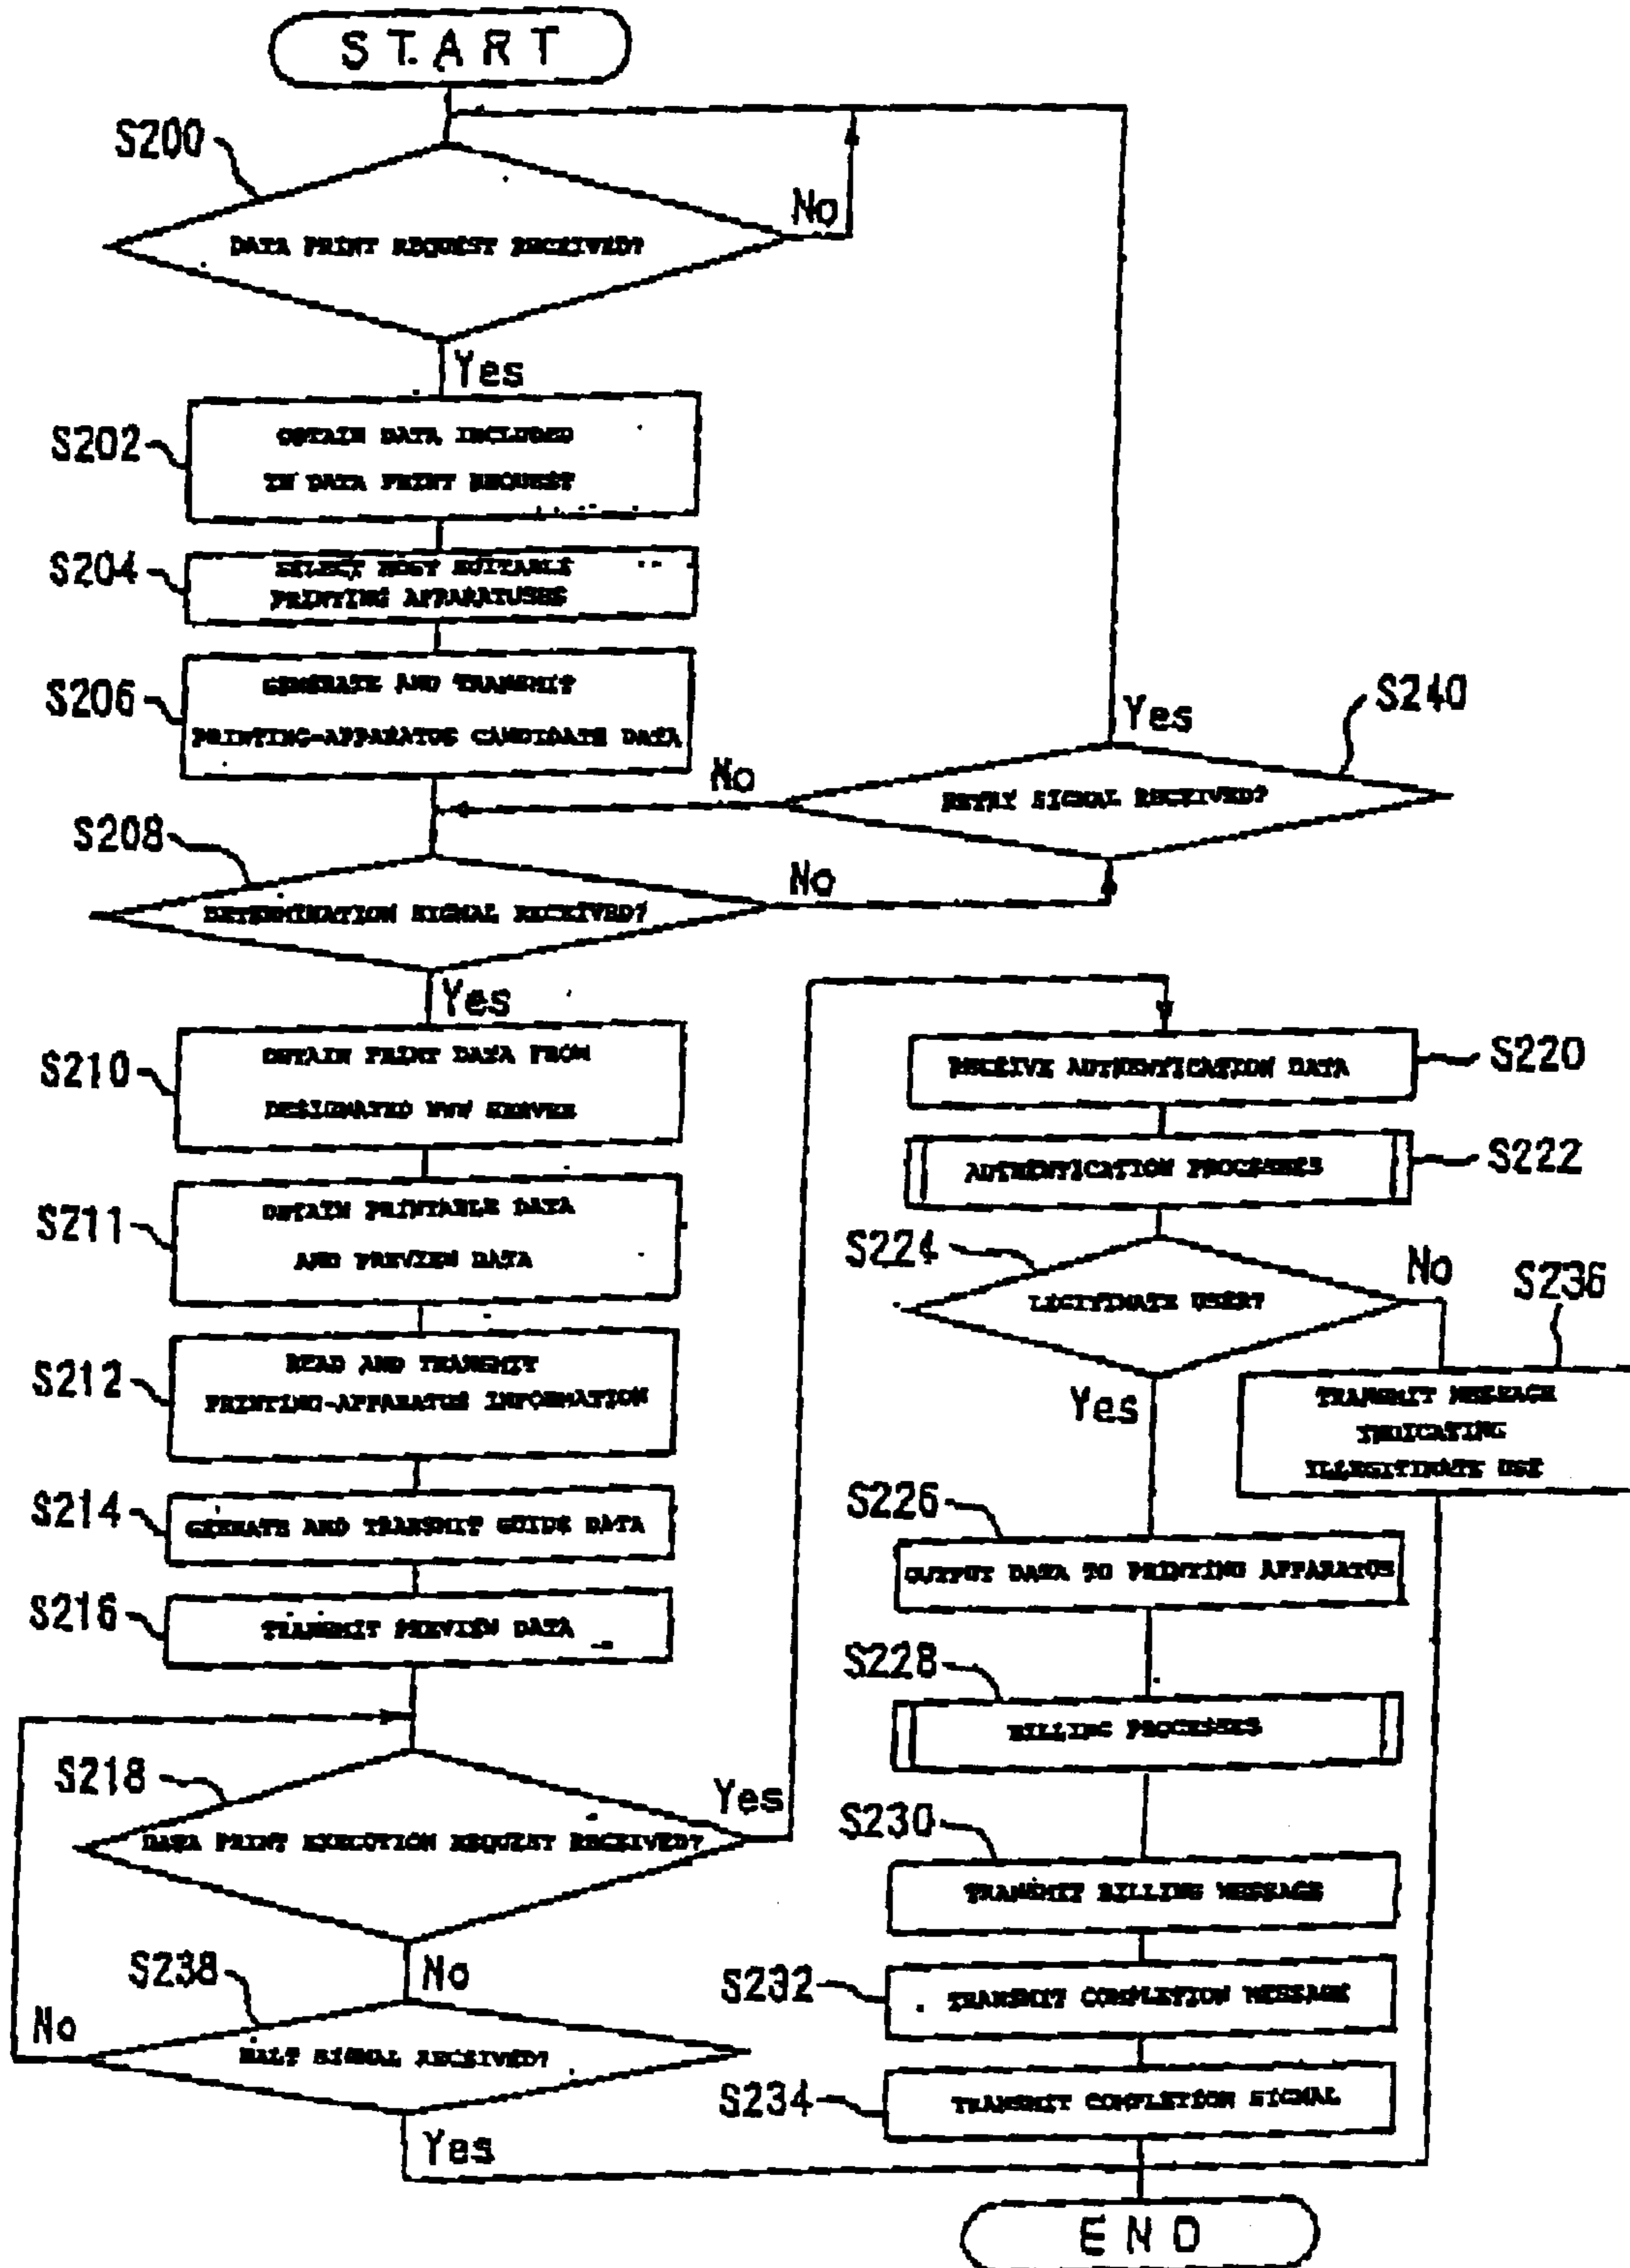 START
S200
DATA PRINT REQUEST RECEIVED?
No
Yes
S202
OBTAIN DATA INCLUDED
IN DATA PRINT REQUEST
S204
SELECT MOST SUITABLE
PRINTING APPARATUSES
S206
GENERATE AND TRANSMIT
PRINTING-APPARATUS CANDIDATE DATA
S240
Yes
RETRY SIGNAL RECEIVED?
No
S208
DETERMINATION SIGNAL RECEIVED?
No
Yes
S210
OBTAIN PRINT DATA FROM
DESIGNATED WWW SERVER
S211
OBTAIN PRINTABLE DATA
AND PREVIEW DATA
S212
READ AND TRANSMIT
PRINTING-APPARATUS INFORMATION
S214
GENERATE AND TRANSMIT GUIDE DATA
S216
TRANSMIT PREVIEW DATA
S218
DATA PRINT EXECUTION REQUEST RECEIVED?
Yes
No
S238
HALT SIGNAL RECEIVED?
No
Yes
RECEIVE AUTHENTICATION DATA
S220
AUTHENTICATION PROCESSES
S222
S224
LEGITIMATE USER?
No
S236
TRANSMIT MESSAGE
INDICATING
ILLEGITIMATE USE
Yes
S226
OUTPUT DATA TO PRINTING APPARATUS
S228
BILLING PROCESSES
S230
TRANSMIT BILLING MESSAGE
S232
TRANSMIT COMPLETION MESSAGE
S234
TRANSMIT COMPLETION SIGNAL
END